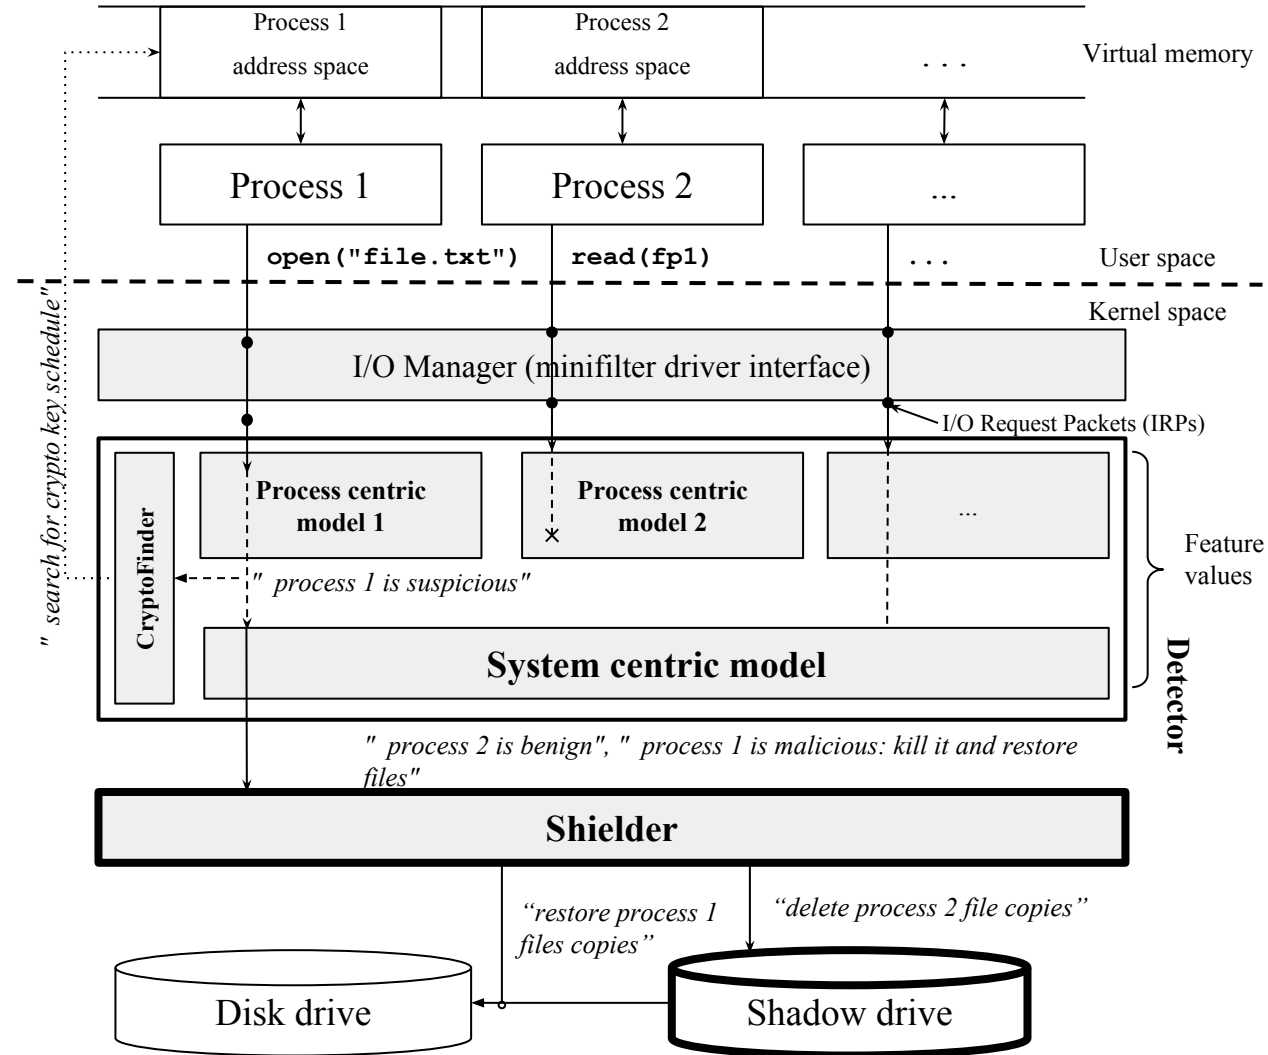 Process 1
address space
Process 2
address space
. . .
Virtual memory
Process 1
Process 2
...
open("file.txt")
read(fp1)
...
User space
Kernel space
" search for crypto key schedule"
I/O Manager (minifilter driver interface)
I/O Request Packets (IRPs)
CryptoFinder
Process centric
model 1
Process centric
model 2
...
Feature
values
" process 1 is suspicious"
System centric model
Detector
" process 2 is benign", " process 1 is malicious: kill it and restore
files"
Shielder
“restore process 1
files copies”
“delete process 2 file copies”
Disk drive
Shadow drive